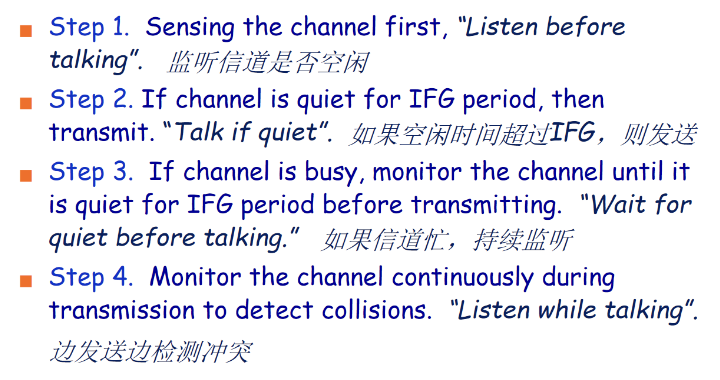 Step 1. Sensing the channel first, “Listen before
talking”. 监听信道是否空闲
Step 2. If channel is quiet for IFG period, then
transmit. “Talk if quiet”. 如果空闲时间超过IFG，则发送
Step 3. If channel is busy, monitor the channel until it
is quiet for IFG period before transmitting. “Wait for
quiet before talking.” 如果信道忙，持续监听
Step 4. Monitor the channel continuously during
transmission to detect collisions. “Listen while talking”.
边发送边检测冲突